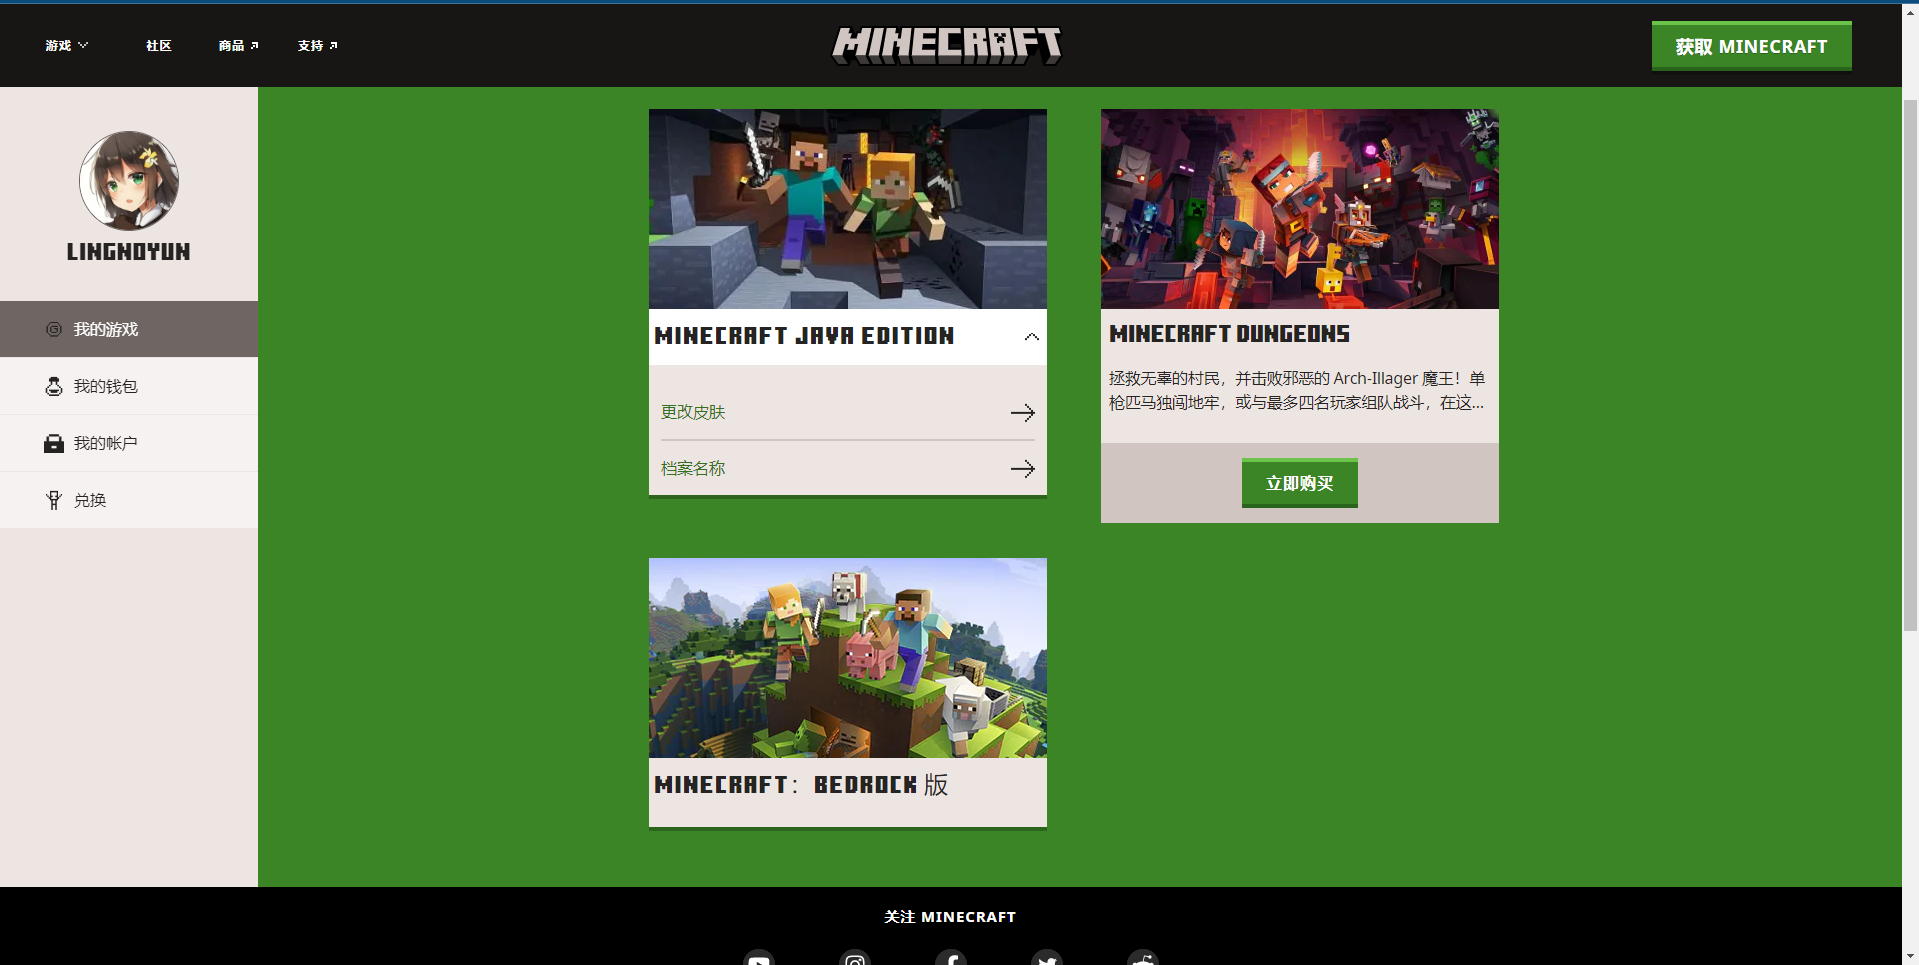 游戏
社区
商品
支持
MINECRAFT
获取 MINECRAFT
LINGNOYUN
我的游戏
我的钱包
我的帐户
兑换
MINECRAFT JAVA EDITION
更改皮肤
档案名称
MINECRAFT DUNGEONS
拯救无辜的村民，并击败邪恶的 Arch-Illager 魔王！单
枪匹马独闯地牢，或与最多四名玩家组队战斗，在这...
立即购买
MINECRAFT：BEDROCK 版
关注 MINECRAFT